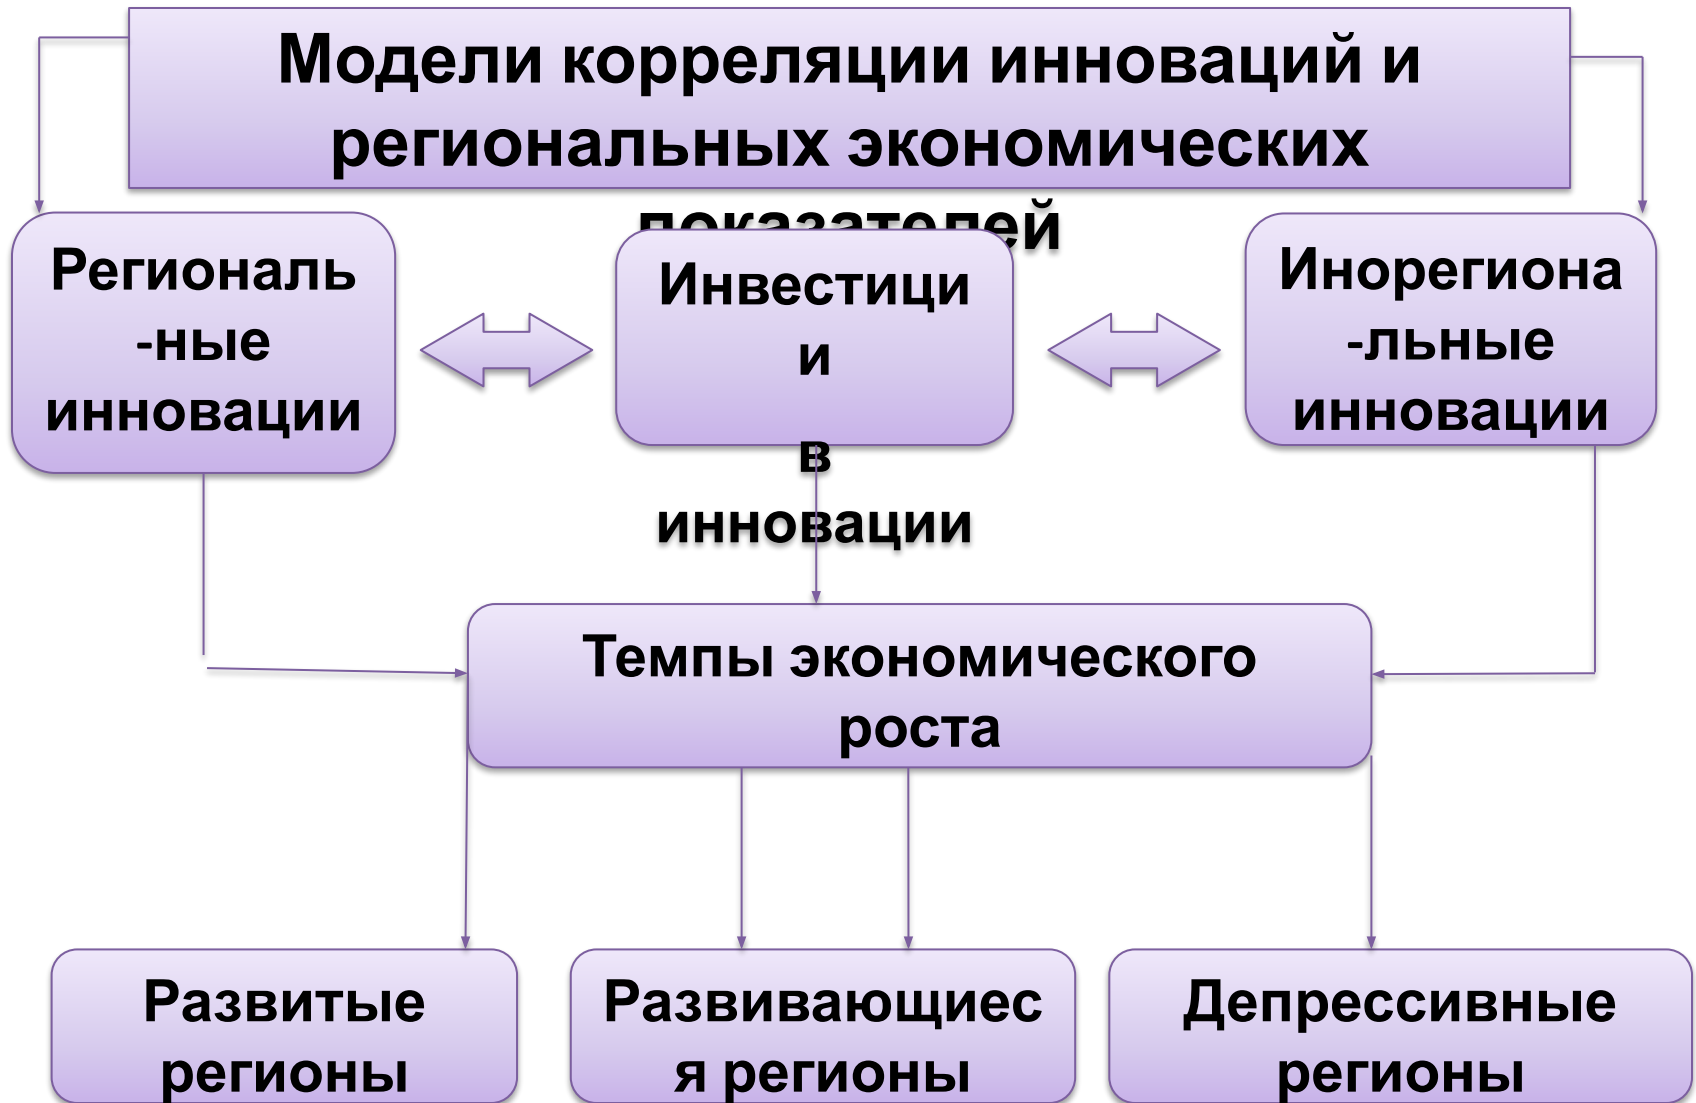 Модели корреляции инноваций и
региональных экономических
показателей
Региональ
-ные
инновации
Инвестици
и
в
инновации
Инорегиона
-льные
инновации
Темпы экономического
роста
Развитые
регионы
Развивающиес
я регионы
Депрессивные
регионы